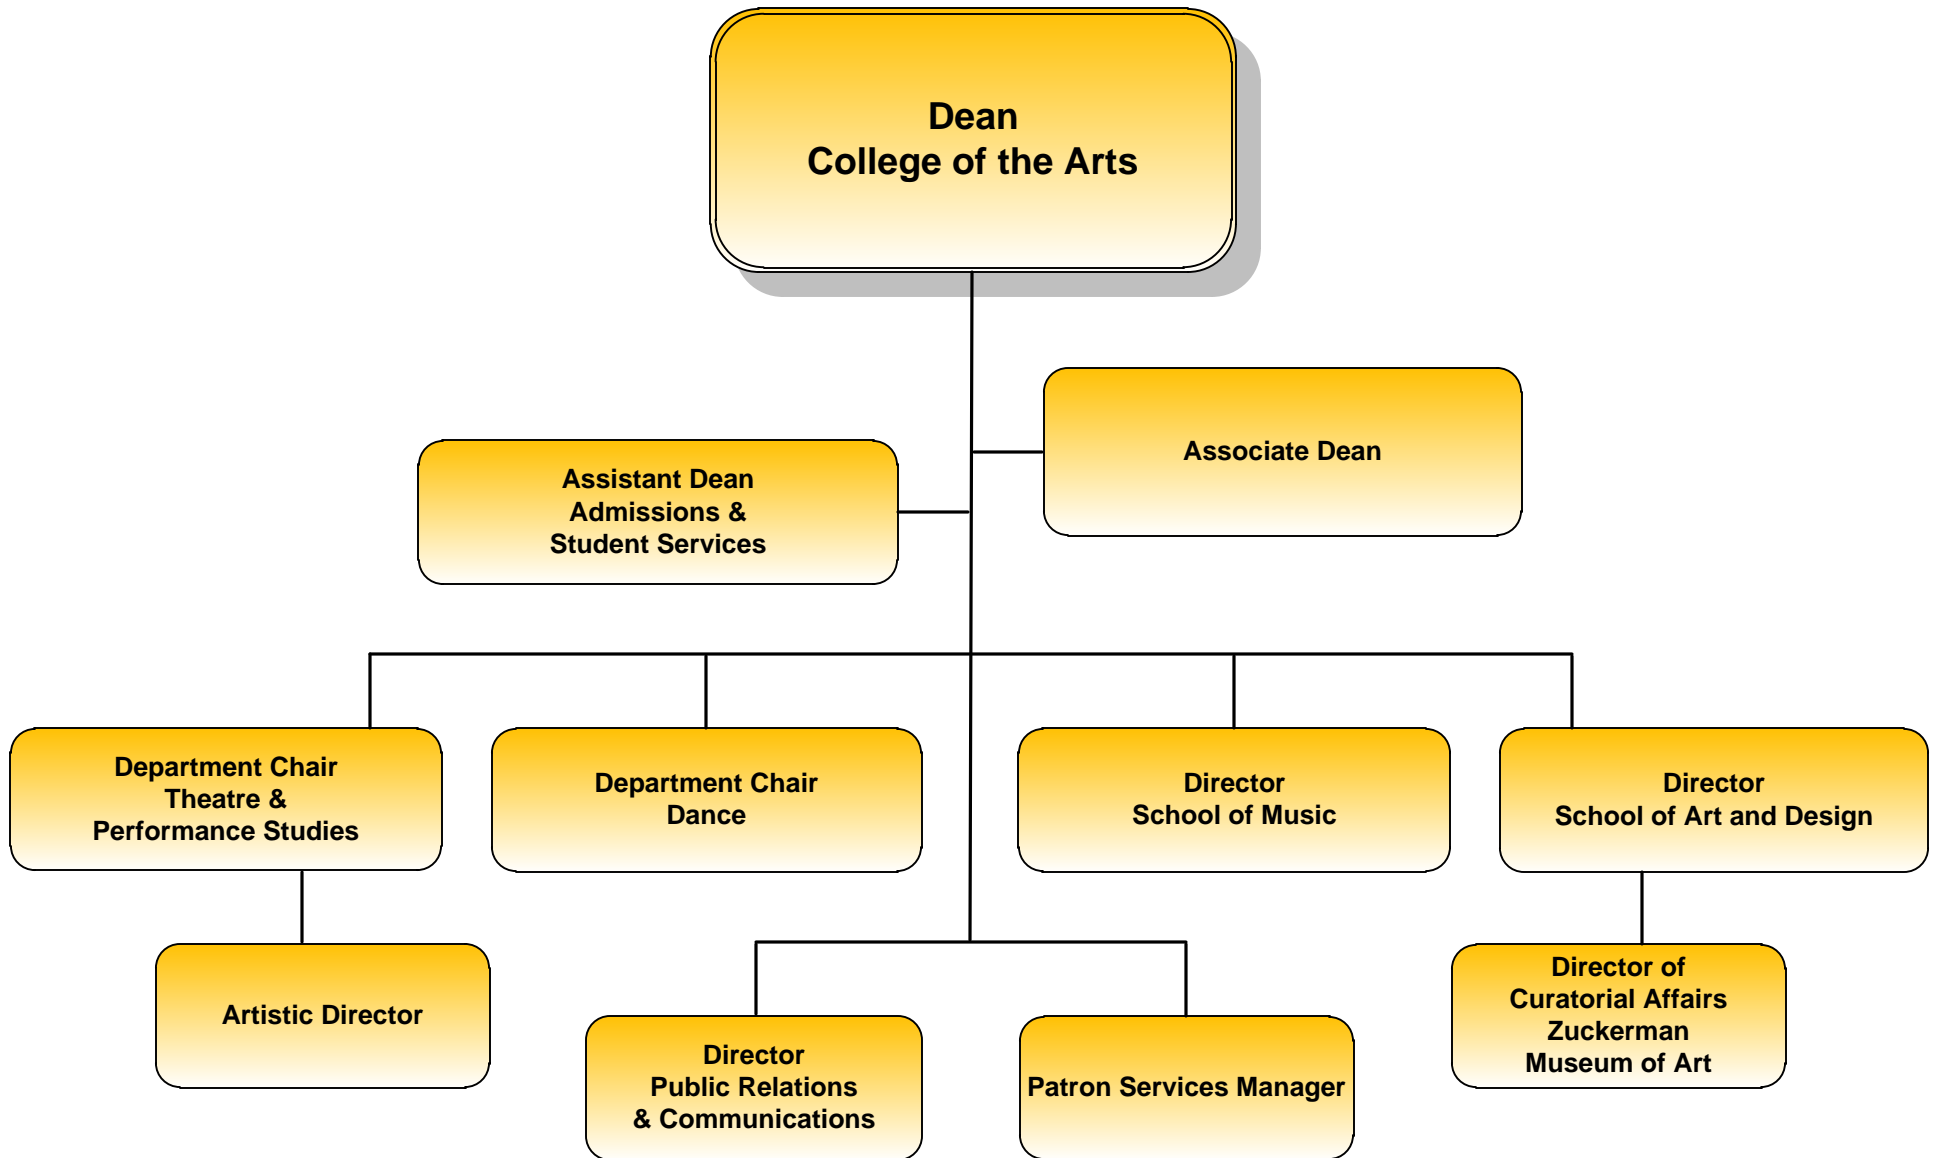 Dean
College of the Arts
Associate Dean
Assistant Dean
Admissions &
Student Services
Department Chair
Theatre &
Performance Studies
Department Chair
Dance
Director
School of Music
Director
School of Art and Design
Artistic Director
Director
Public Relations
& Communications
Patron Services Manager
Director of
Curatorial Affairs
Zuckerman
Museum of Art